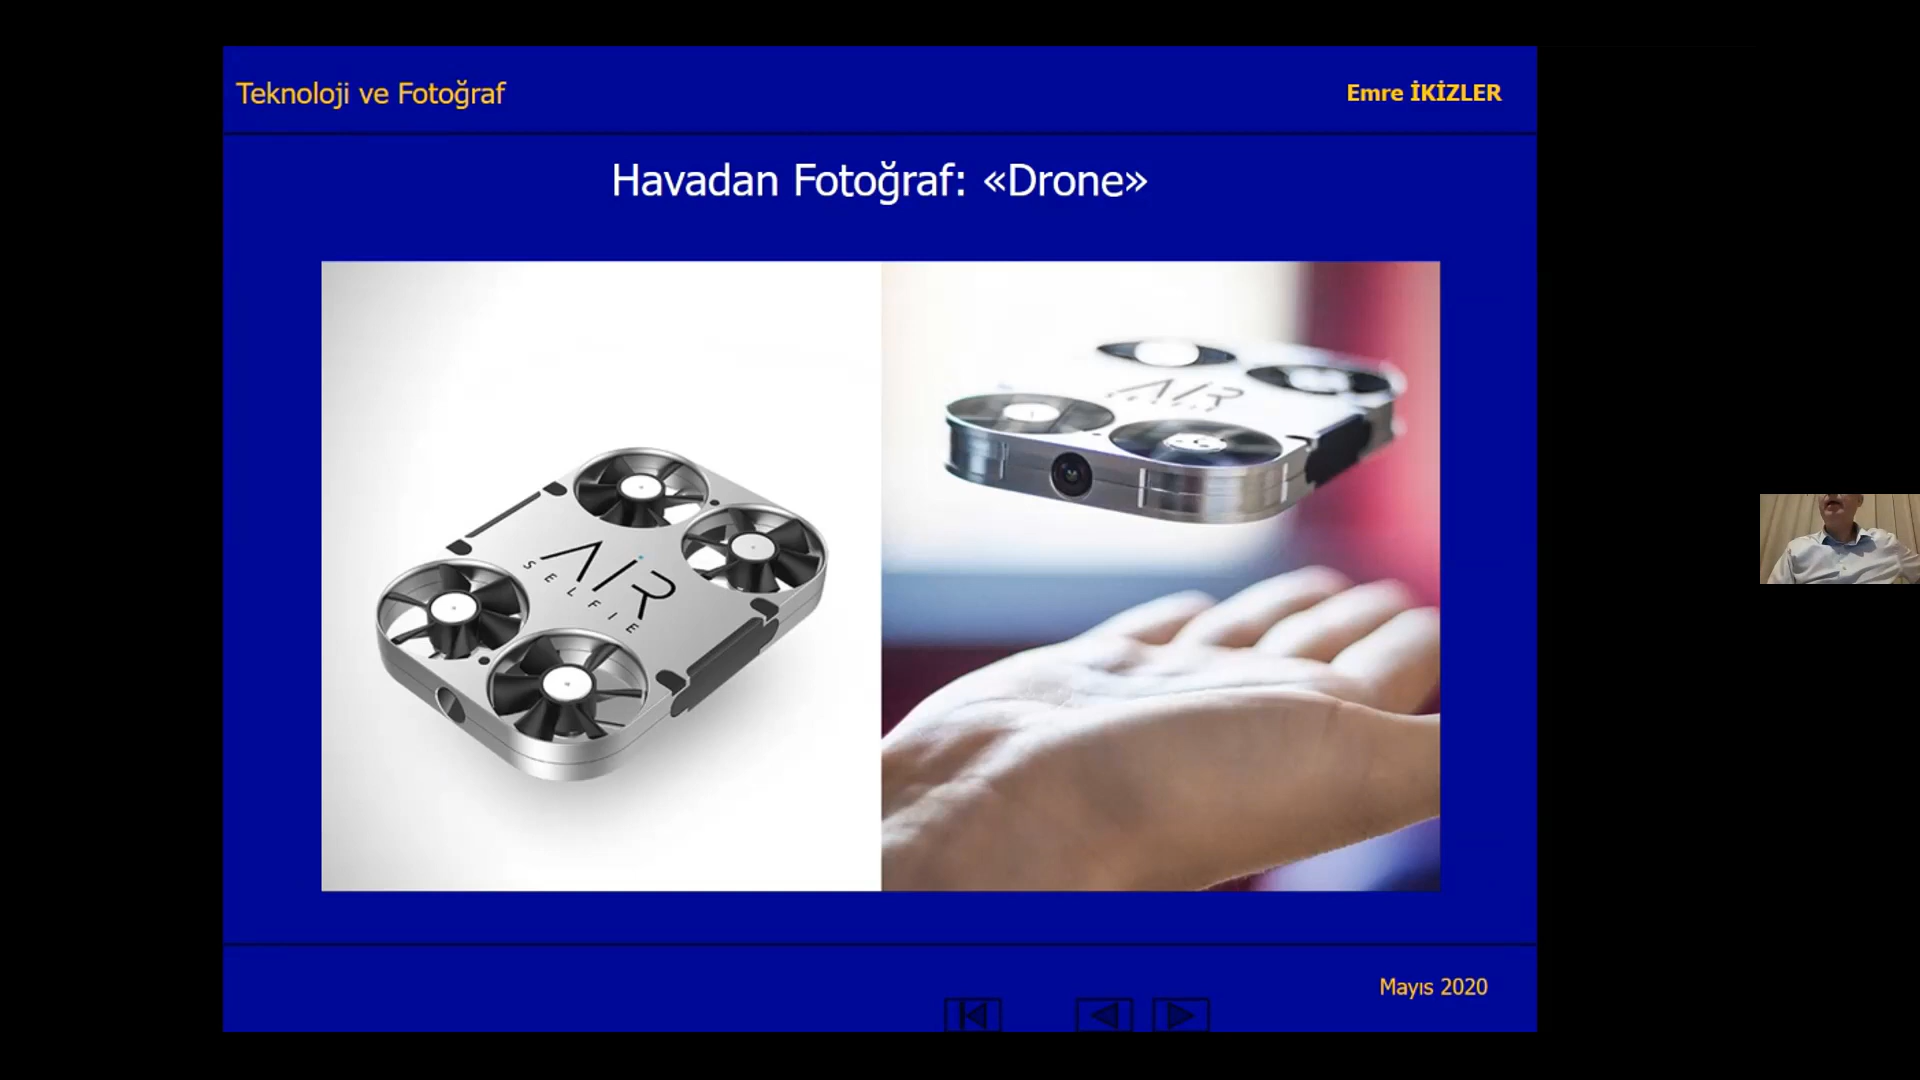 Teknoloji ve Fotoğraf
Emre İKİZLER
Havadan Fotoğraf: «Drone»
AiR
SELFIE
AiR
Mayıs 2020